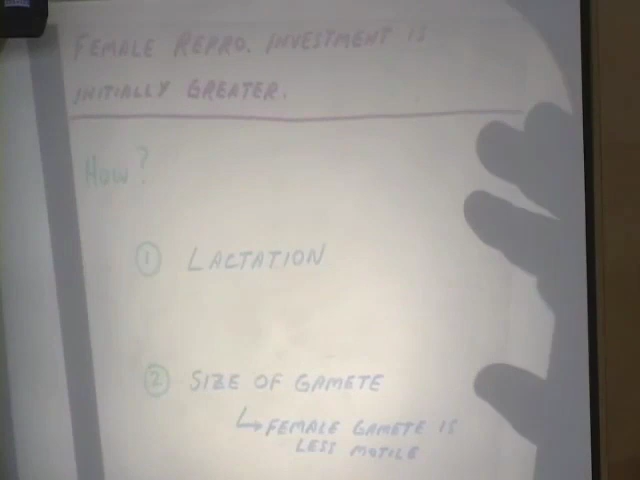 FEMALE REPRO. INVESTMENT IS
INITIALLY GREATER.
How?
① LACTATION
② SIZE OF GAMETE
↳ FEMALE GAMETE IS
LESS MOTILE